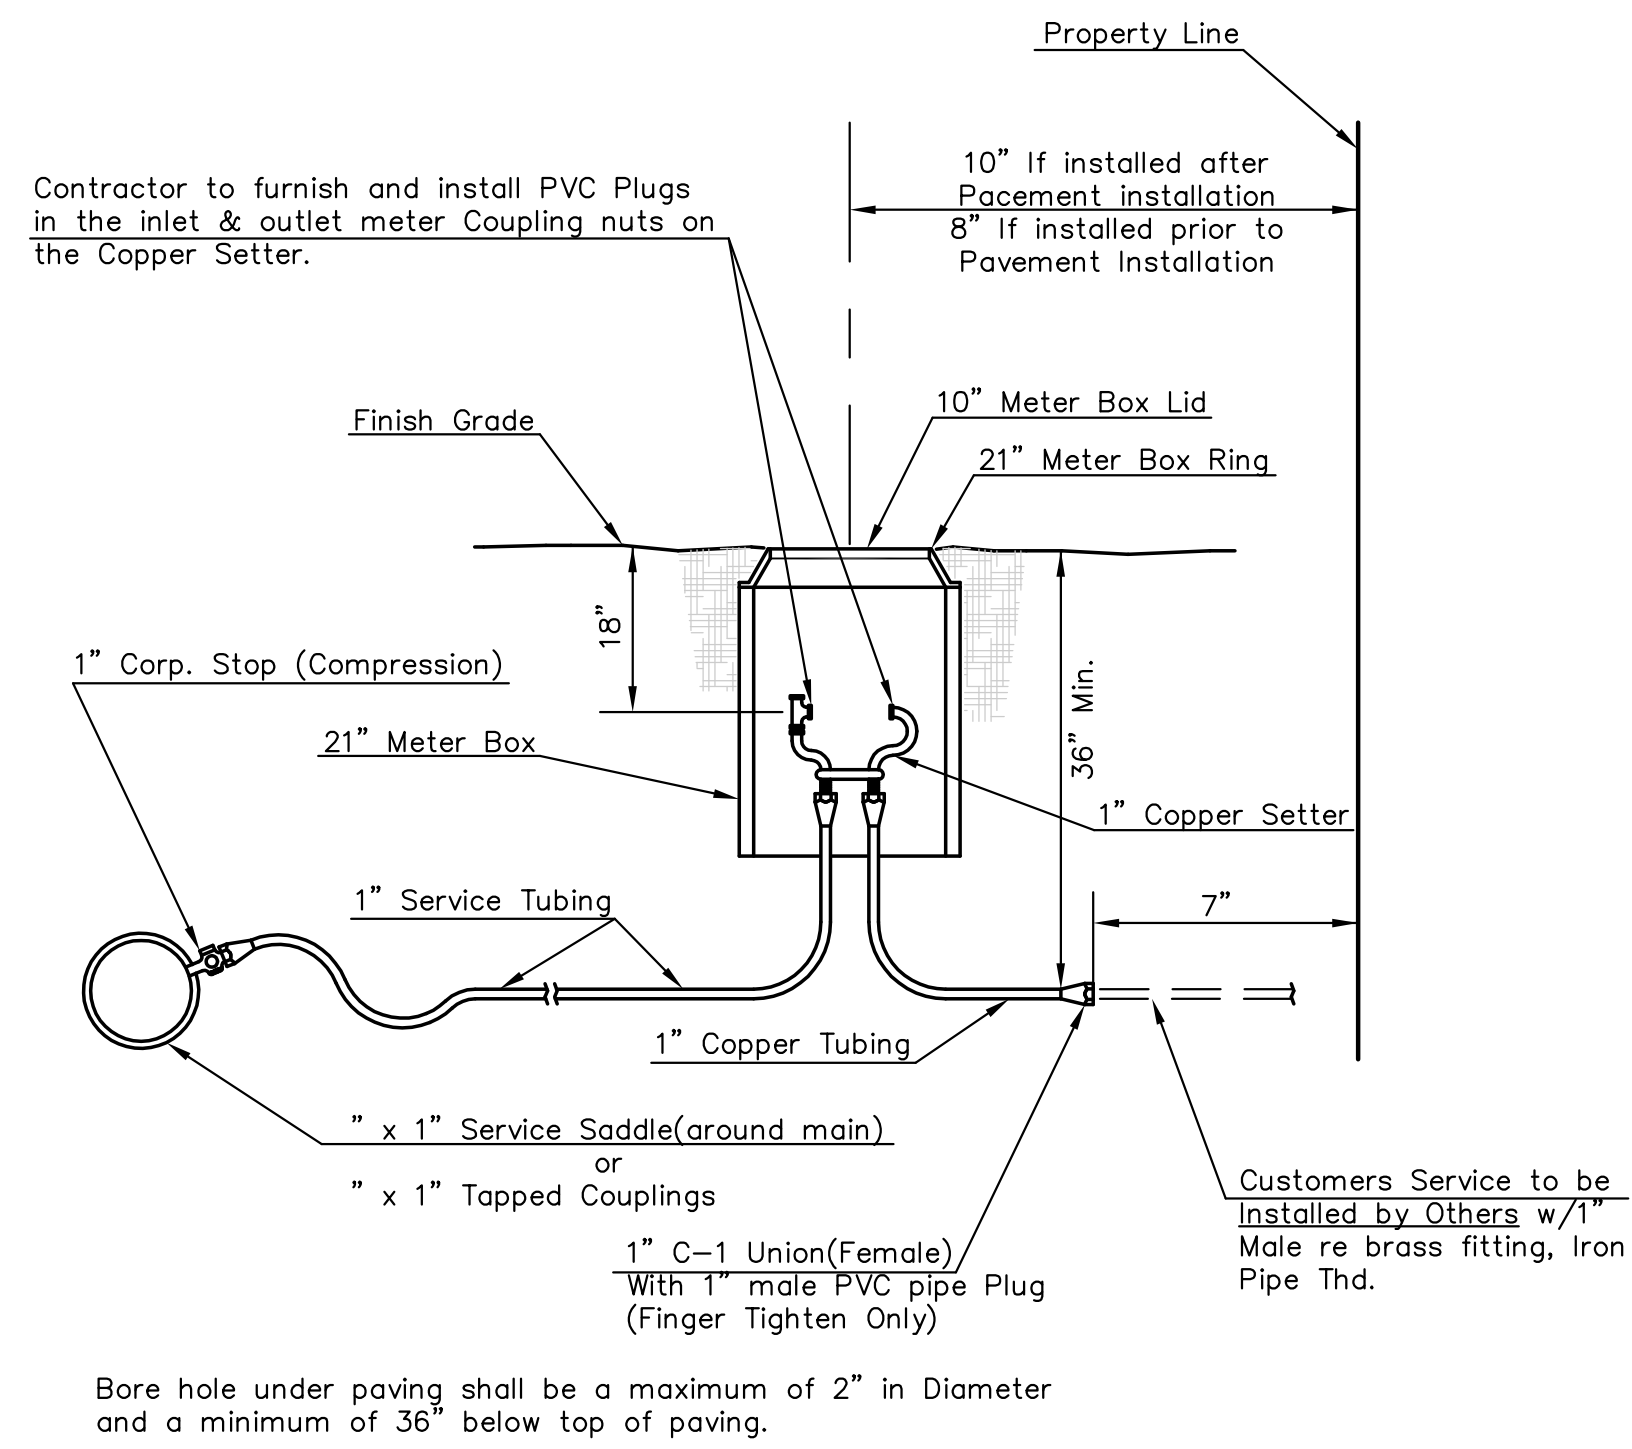 Property Line
10” If installed after
Pacement installation
8” If installed prior to
Pavement Installation
Contractor to furnish and install PVC Plugs
in the inlet & outlet meter Coupling nuts on
the Copper Setter.
10” Meter Box Lid
Finish Grade
21” Meter Box Ring
18”
1” Corp. Stop (Compression)
36” Min.
21” Meter Box
1” Copper Setter
1” Service Tubing
7”
1” Copper Tubing
” x 1” Service Saddle(around main)
or
” x 1” Tapped Couplings
Customers Service to be
Installed by Others w/1”
Male re brass fitting, Iron
Pipe Thd.
1” C-1 Union(Female)
With 1” male PVC pipe Plug
(Finger Tighten Only)
Bore hole under paving shall be a maximum of 2” in Diameter
and a minimum of 36” below top of paving.